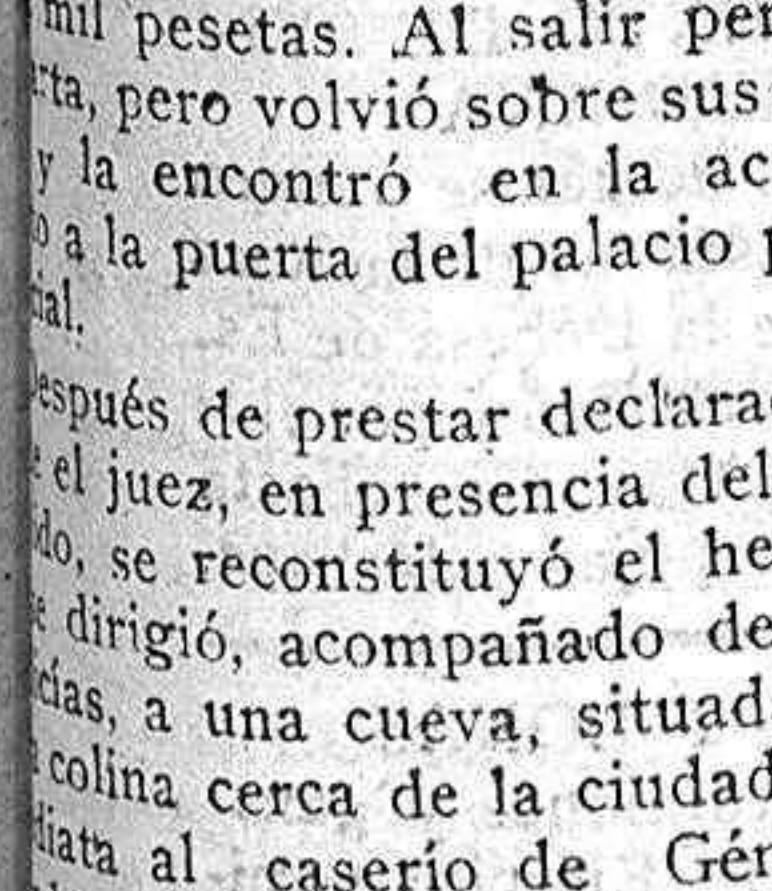 mil pesetas. Al salir per
rta, pero volvió sobre sus
y la encontró en la ac
o a la puerta del palacio p
ial.
espués de prestar declarac
e el juez, en presencia del
do, se reconstituyó el he
e dirigió, acompañado de
cías, a una cueva, situad
colina cerca de la ciudad
diata al caserío de Gér